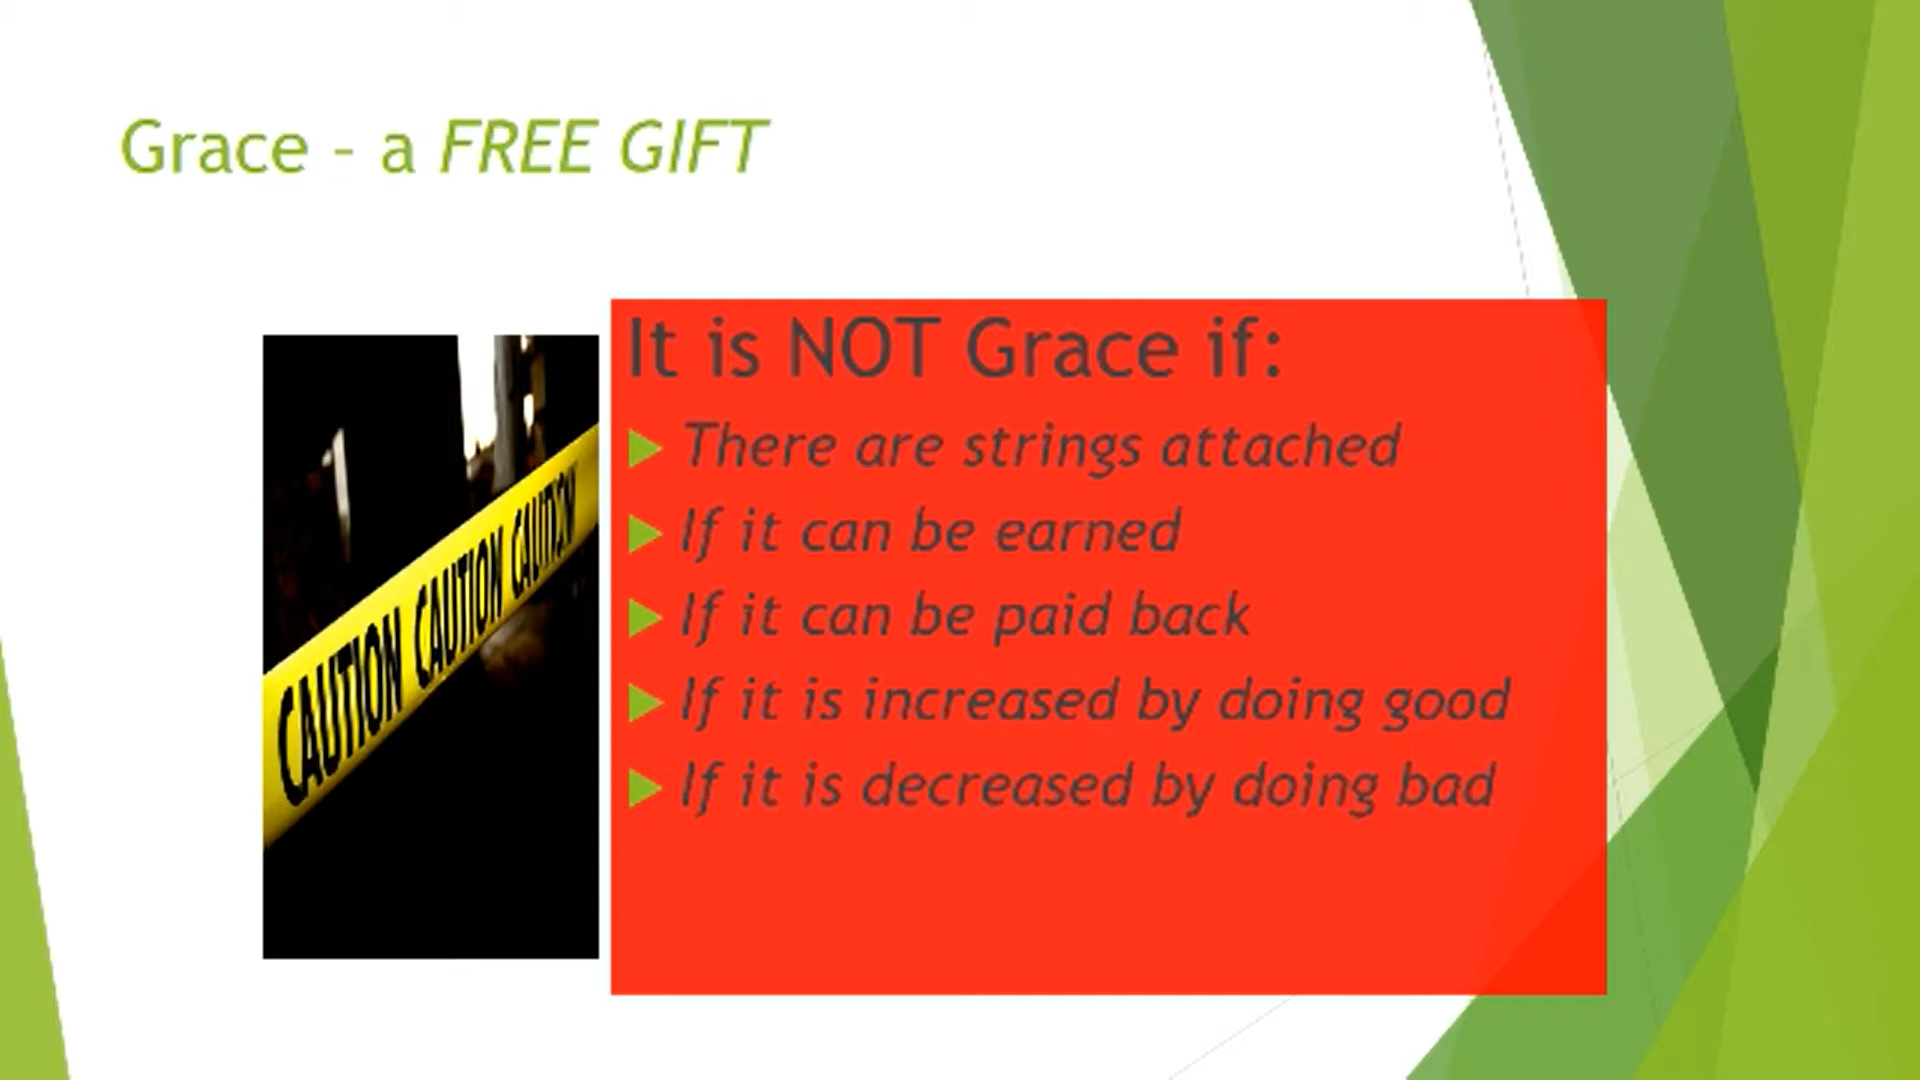 Grace - a FREE GIFT
CAUTION CAUTION CAUTION
It is NOT Grace if:
There are strings attached
If it can be earned
If it can be paid back
If it is increased by doing good
If it is decreased by doing bad